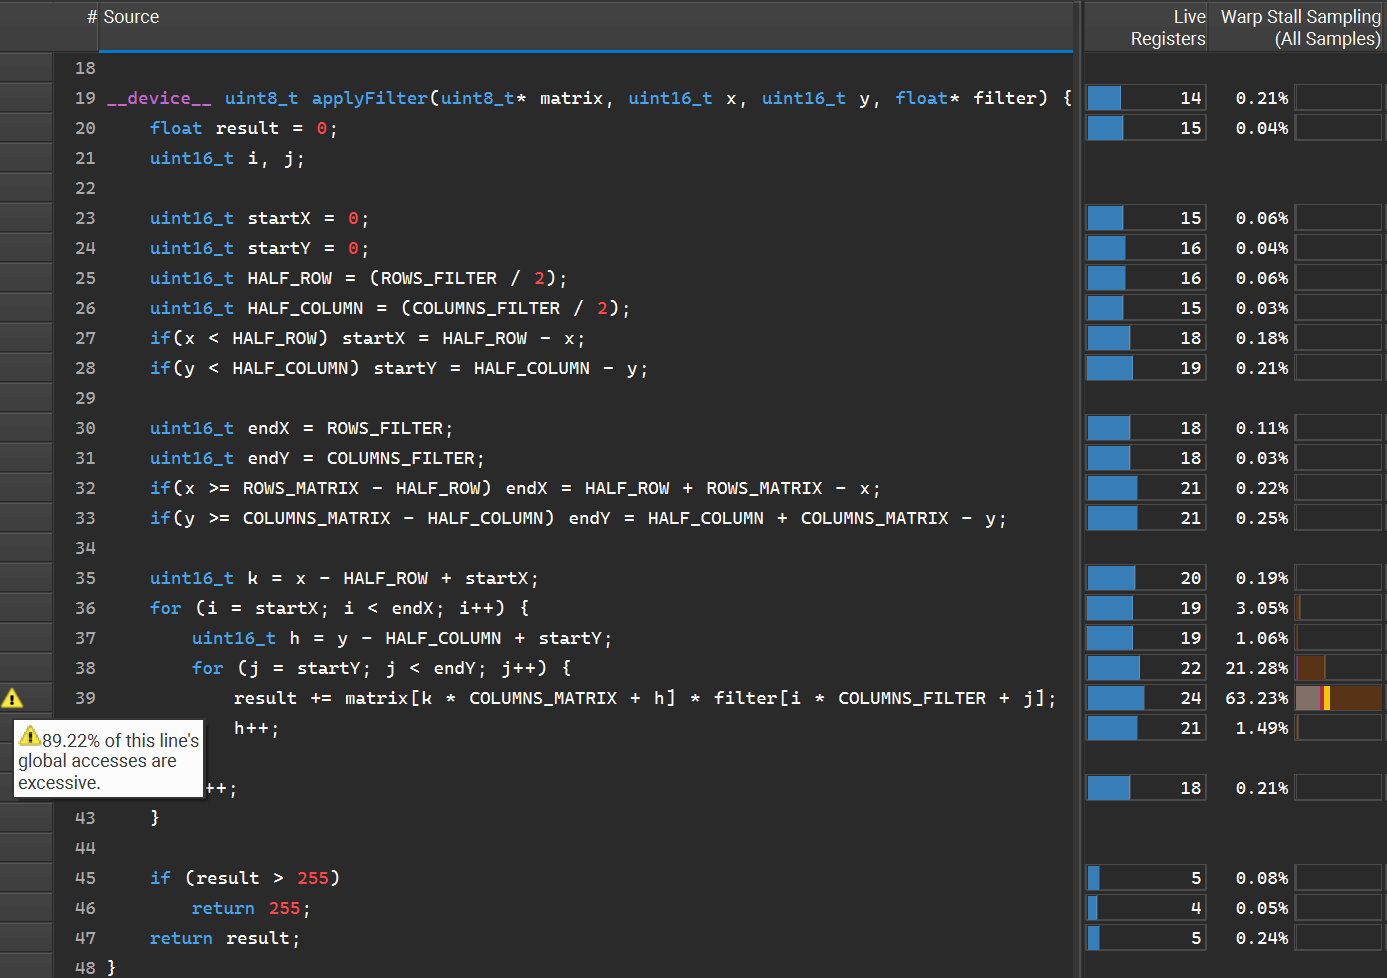 # Source Live Registers Warp Stall Sampling (All Samples)
18
19 __device__ uint8_t applyFilter(uint8_t* matrix, uint16_t x, uint16_t y, float* filter) { 14 0.21%
20 float result = 0; 15 0.04%
21 uint16_t i, j;
22
23 uint16_t startX = 0; 15 0.06%
24 uint16_t startY = 0; 16 0.04%
25 uint16_t HALF_ROW = (ROWS_FILTER / 2); 16 0.06%
26 uint16_t HALF_COLUMN = (COLUMNS_FILTER / 2); 15 0.03%
27 if(x < HALF_ROW) startX = HALF_ROW - x; 18 0.18%
28 if(y < HALF_COLUMN) startY = HALF_COLUMN - y; 19 0.21%
29
30 uint16_t endX = ROWS_FILTER; 18 0.11%
31 uint16_t endY = COLUMNS_FILTER; 18 0.03%
32 if(x >= ROWS_MATRIX - HALF_ROW) endX = HALF_ROW + ROWS_MATRIX - x; 21 0.22%
33 if(y >= COLUMNS_MATRIX - HALF_COLUMN) endY = HALF_COLUMN + COLUMNS_MATRIX - y; 21 0.25%
34
35 uint16_t k = x - HALF_ROW + startX; 20 0.19%
36 for (i = startX; i < endX; i++) { 19 3.05%
37 uint16_t h = y - HALF_COLUMN + startY; 19 1.06%
38 for (j = startY; j < endY; j++) { 22 21.28%
39 result += matrix[k * COLUMNS_MATRIX + h] * filter[i * COLUMNS_FILTER + j]; 24 63.23%
h++; 21 1.49%
89.22% of this line's
global accesses are
excessive.
++; 18 0.21%
43 }
44
45 if (result > 255) 5 0.08%
46 return 255; 4 0.05%
47 return result; 5 0.24%
48 }